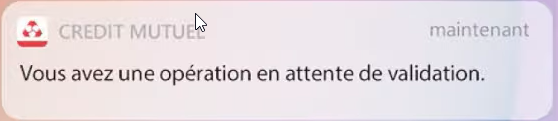 CREDIT MUTUEL maintenant
Vous avez une opération en attente de validation.